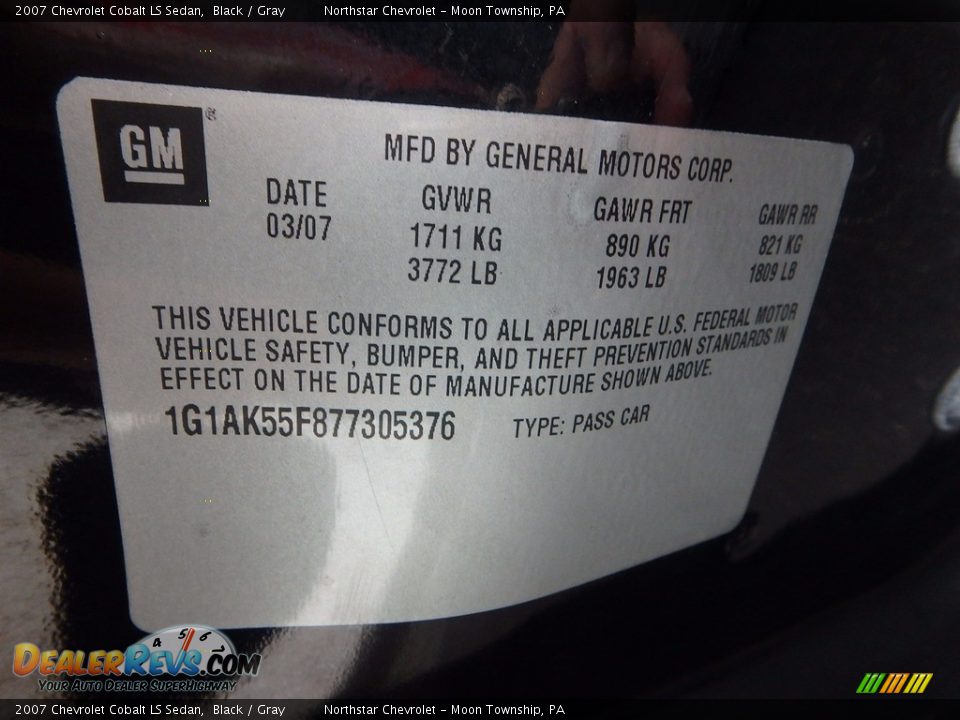 2007 Chevrolet Cobalt LS Sedan, Black / Gray Northstar Chevrolet - Moon Township, PA
GM®
MFD BY GENERAL MOTORS CORP.
DATE GVWR GAWR FRT GAWR RR
03/07 1711 KG 890 KG 821 KG
3772 LB 1963 LB 1809 LB
THIS VEHICLE CONFORMS TO ALL APPLICABLE U.S. FEDERAL MOTOR
VEHICLE SAFETY, BUMPER, AND THEFT PREVENTION STANDARDS IN
EFFECT ON THE DATE OF MANUFACTURE SHOWN ABOVE.
1G1AK55F877305376 TYPE: PASS CAR
4 5 6
DEALERREVS.COM
YOUR AUTO DEALER SUPERHIGHWAY
2007 Chevrolet Cobalt LS Sedan, Black / Gray Northstar Chevrolet - Moon Township, PA